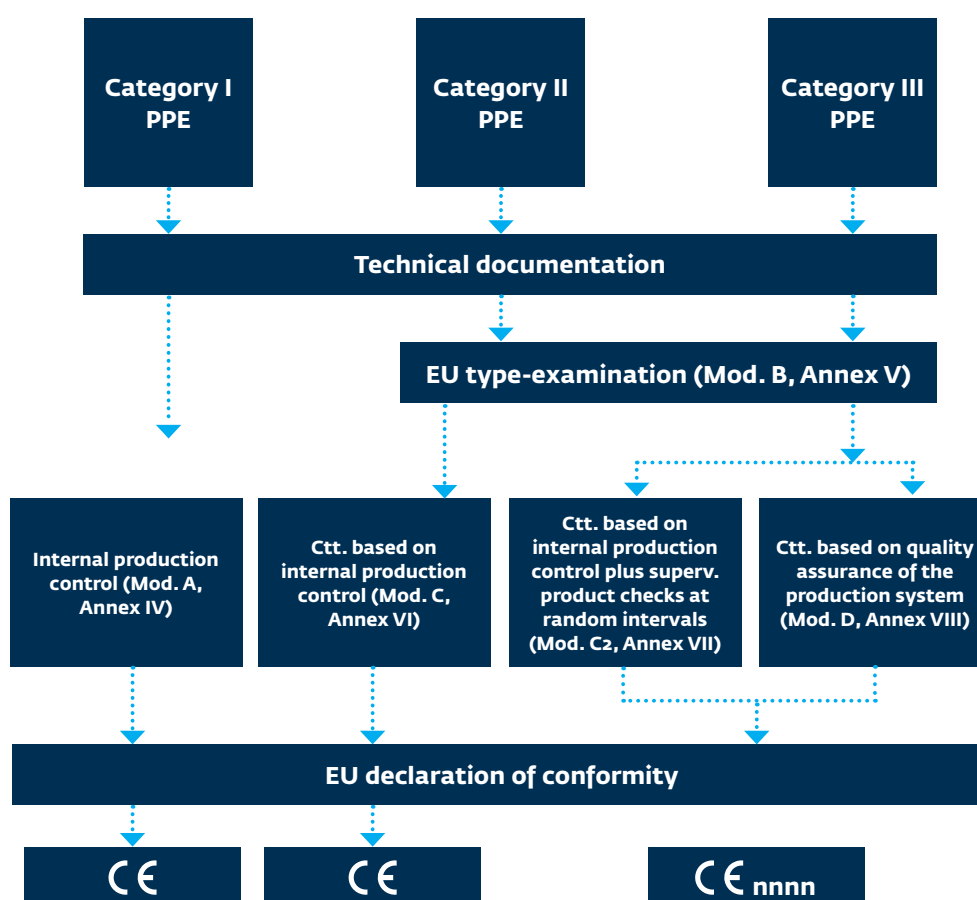 Category I
PPE
Category II
PPE
Category III
PPE
Technical documentation
EU type-examination (Mod. B, Annex V)
Internal production
control (Mod. A,
Annex IV)
Ctt. based on
internal production
control (Mod. C,
Annex VI)
Ctt. based on
internal production
control plus superv.
product checks at
random intervals
(Mod. C2, Annex VII)
Ctt. based on quality
assurance of the
production system
(Mod. D, Annex VIII)
EU declaration of conformity
CE
CE
CE nnnn